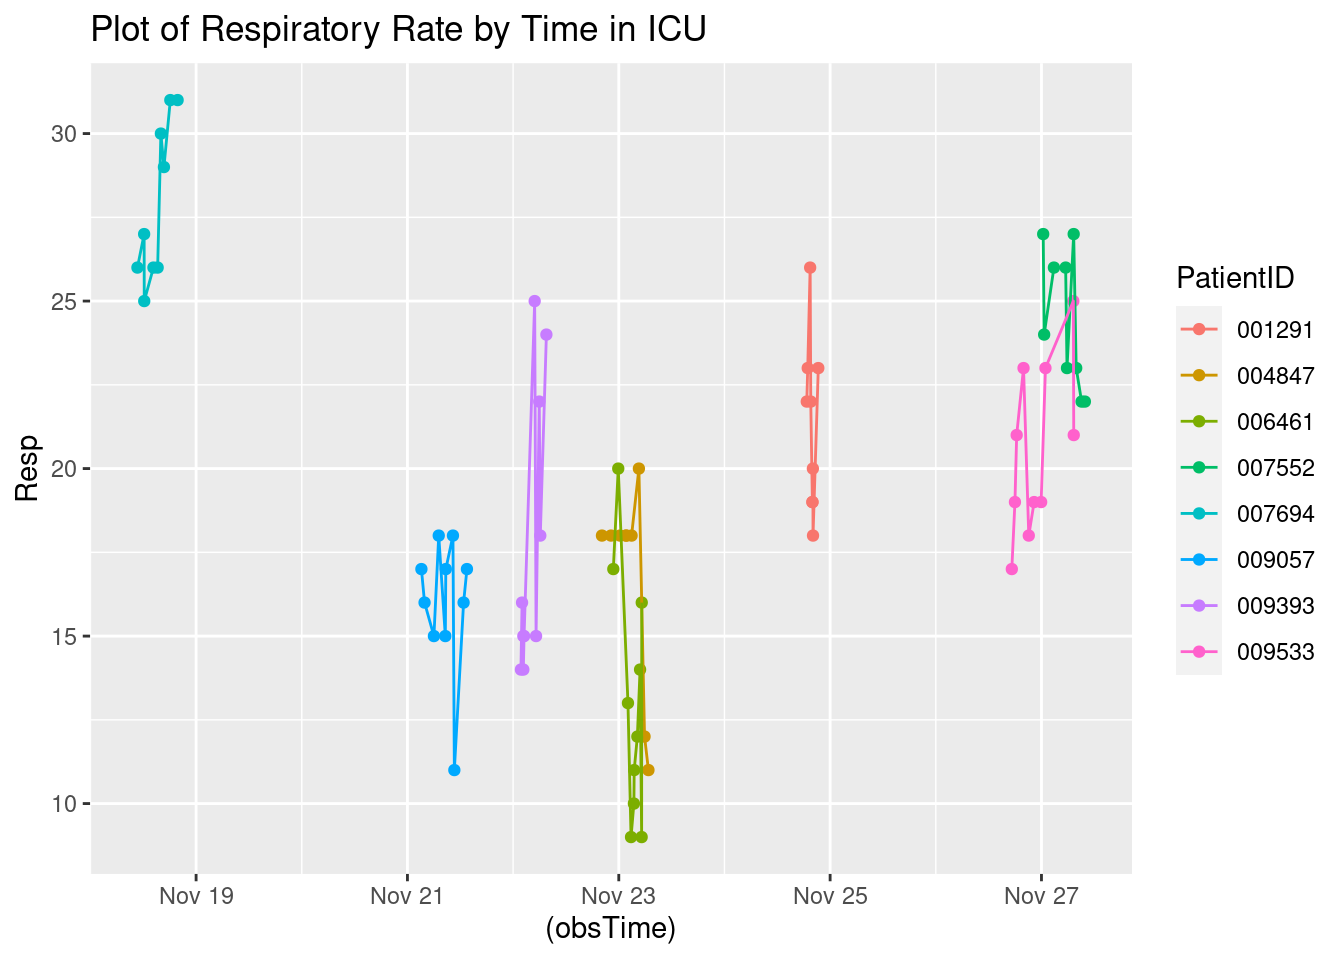 Plot of Respiratory Rate by Time in ICU
30
25
20
15
10
Resp
Nov 19 Nov 21 Nov 23 Nov 25 Nov 27
(obsTime)
PatientID
001291
004847
006461
007552
007694
009057
009393
009533